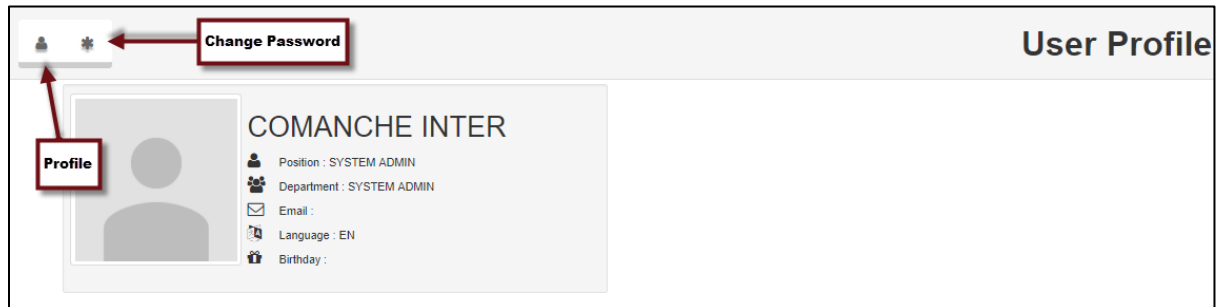 Change Password
User Profile
Profile
COMANCHE INTER
Position : SYSTEM ADMIN
Department : SYSTEM ADMIN
Email :
Language : EN
Birthday :